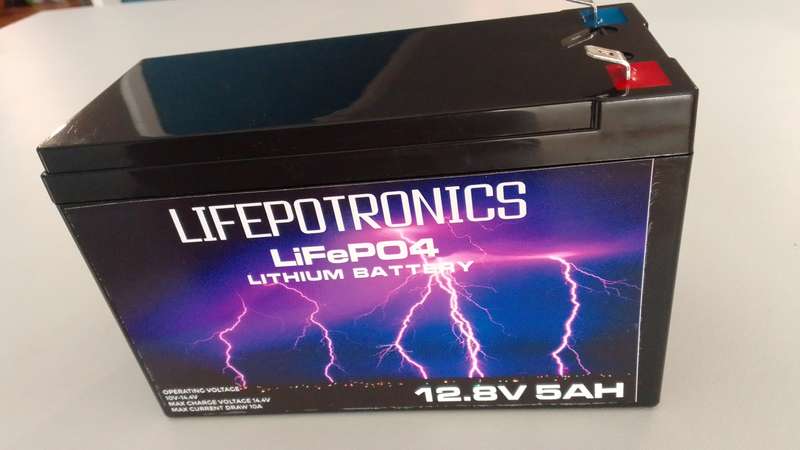 LIFEPOTRONICS
LiFePO4
LITHIUM BATTERY
OPERATING VOLTAGE
10V-14.4V
MAX CHARGE VOLTAGE 14.4V
MAX CURRENT DRAW 10A
12.8V 5AH